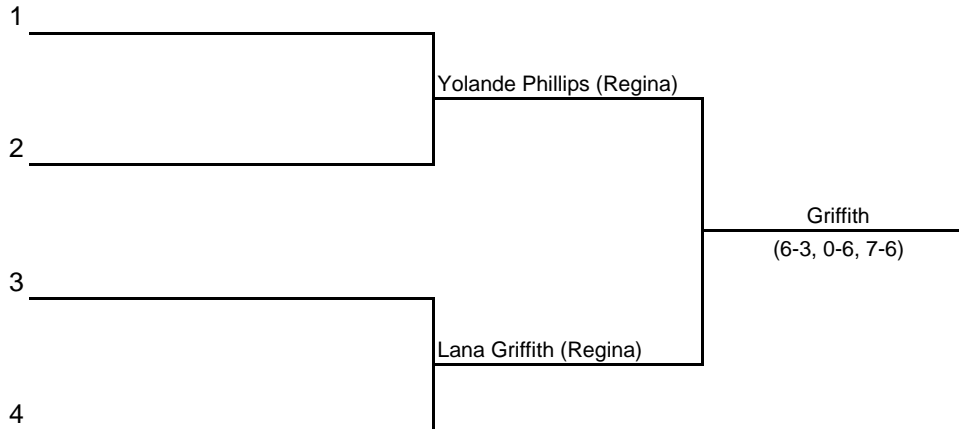 1
Yolande Phillips (Regina)
2
Griffith
(6-3, 0-6, 7-6)
3
Lana Griffith (Regina)
4